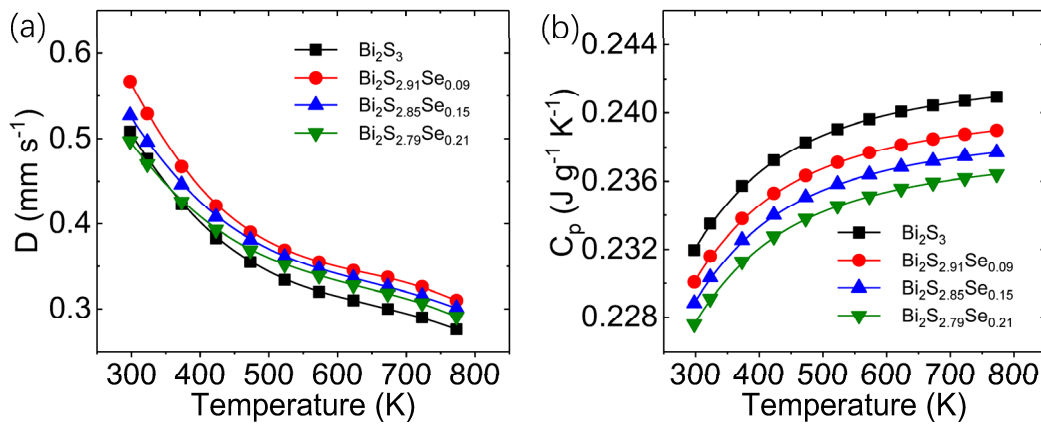 (a)
0.6
0.5
0.4
0.3
D (mm s⁻¹)
Bi₂S₃
Bi₂S₂.₉₁Se₀.₀₉
Bi₂S₂.₈₅Se₀.₁₅
Bi₂S₂.₇₉Se₀.₂₁
300 400 500 600 700 800
Temperature (K)
(b)
0.244
0.240
0.236
0.232
0.228
Cₚ (J g⁻¹ K⁻¹)
Bi₂S₃
Bi₂S₂.₉₁Se₀.₀₉
Bi₂S₂.₈₅Se₀.₁₅
Bi₂S₂.₇₉Se₀.₂₁
300 400 500 600 700 800
Temperature (K)